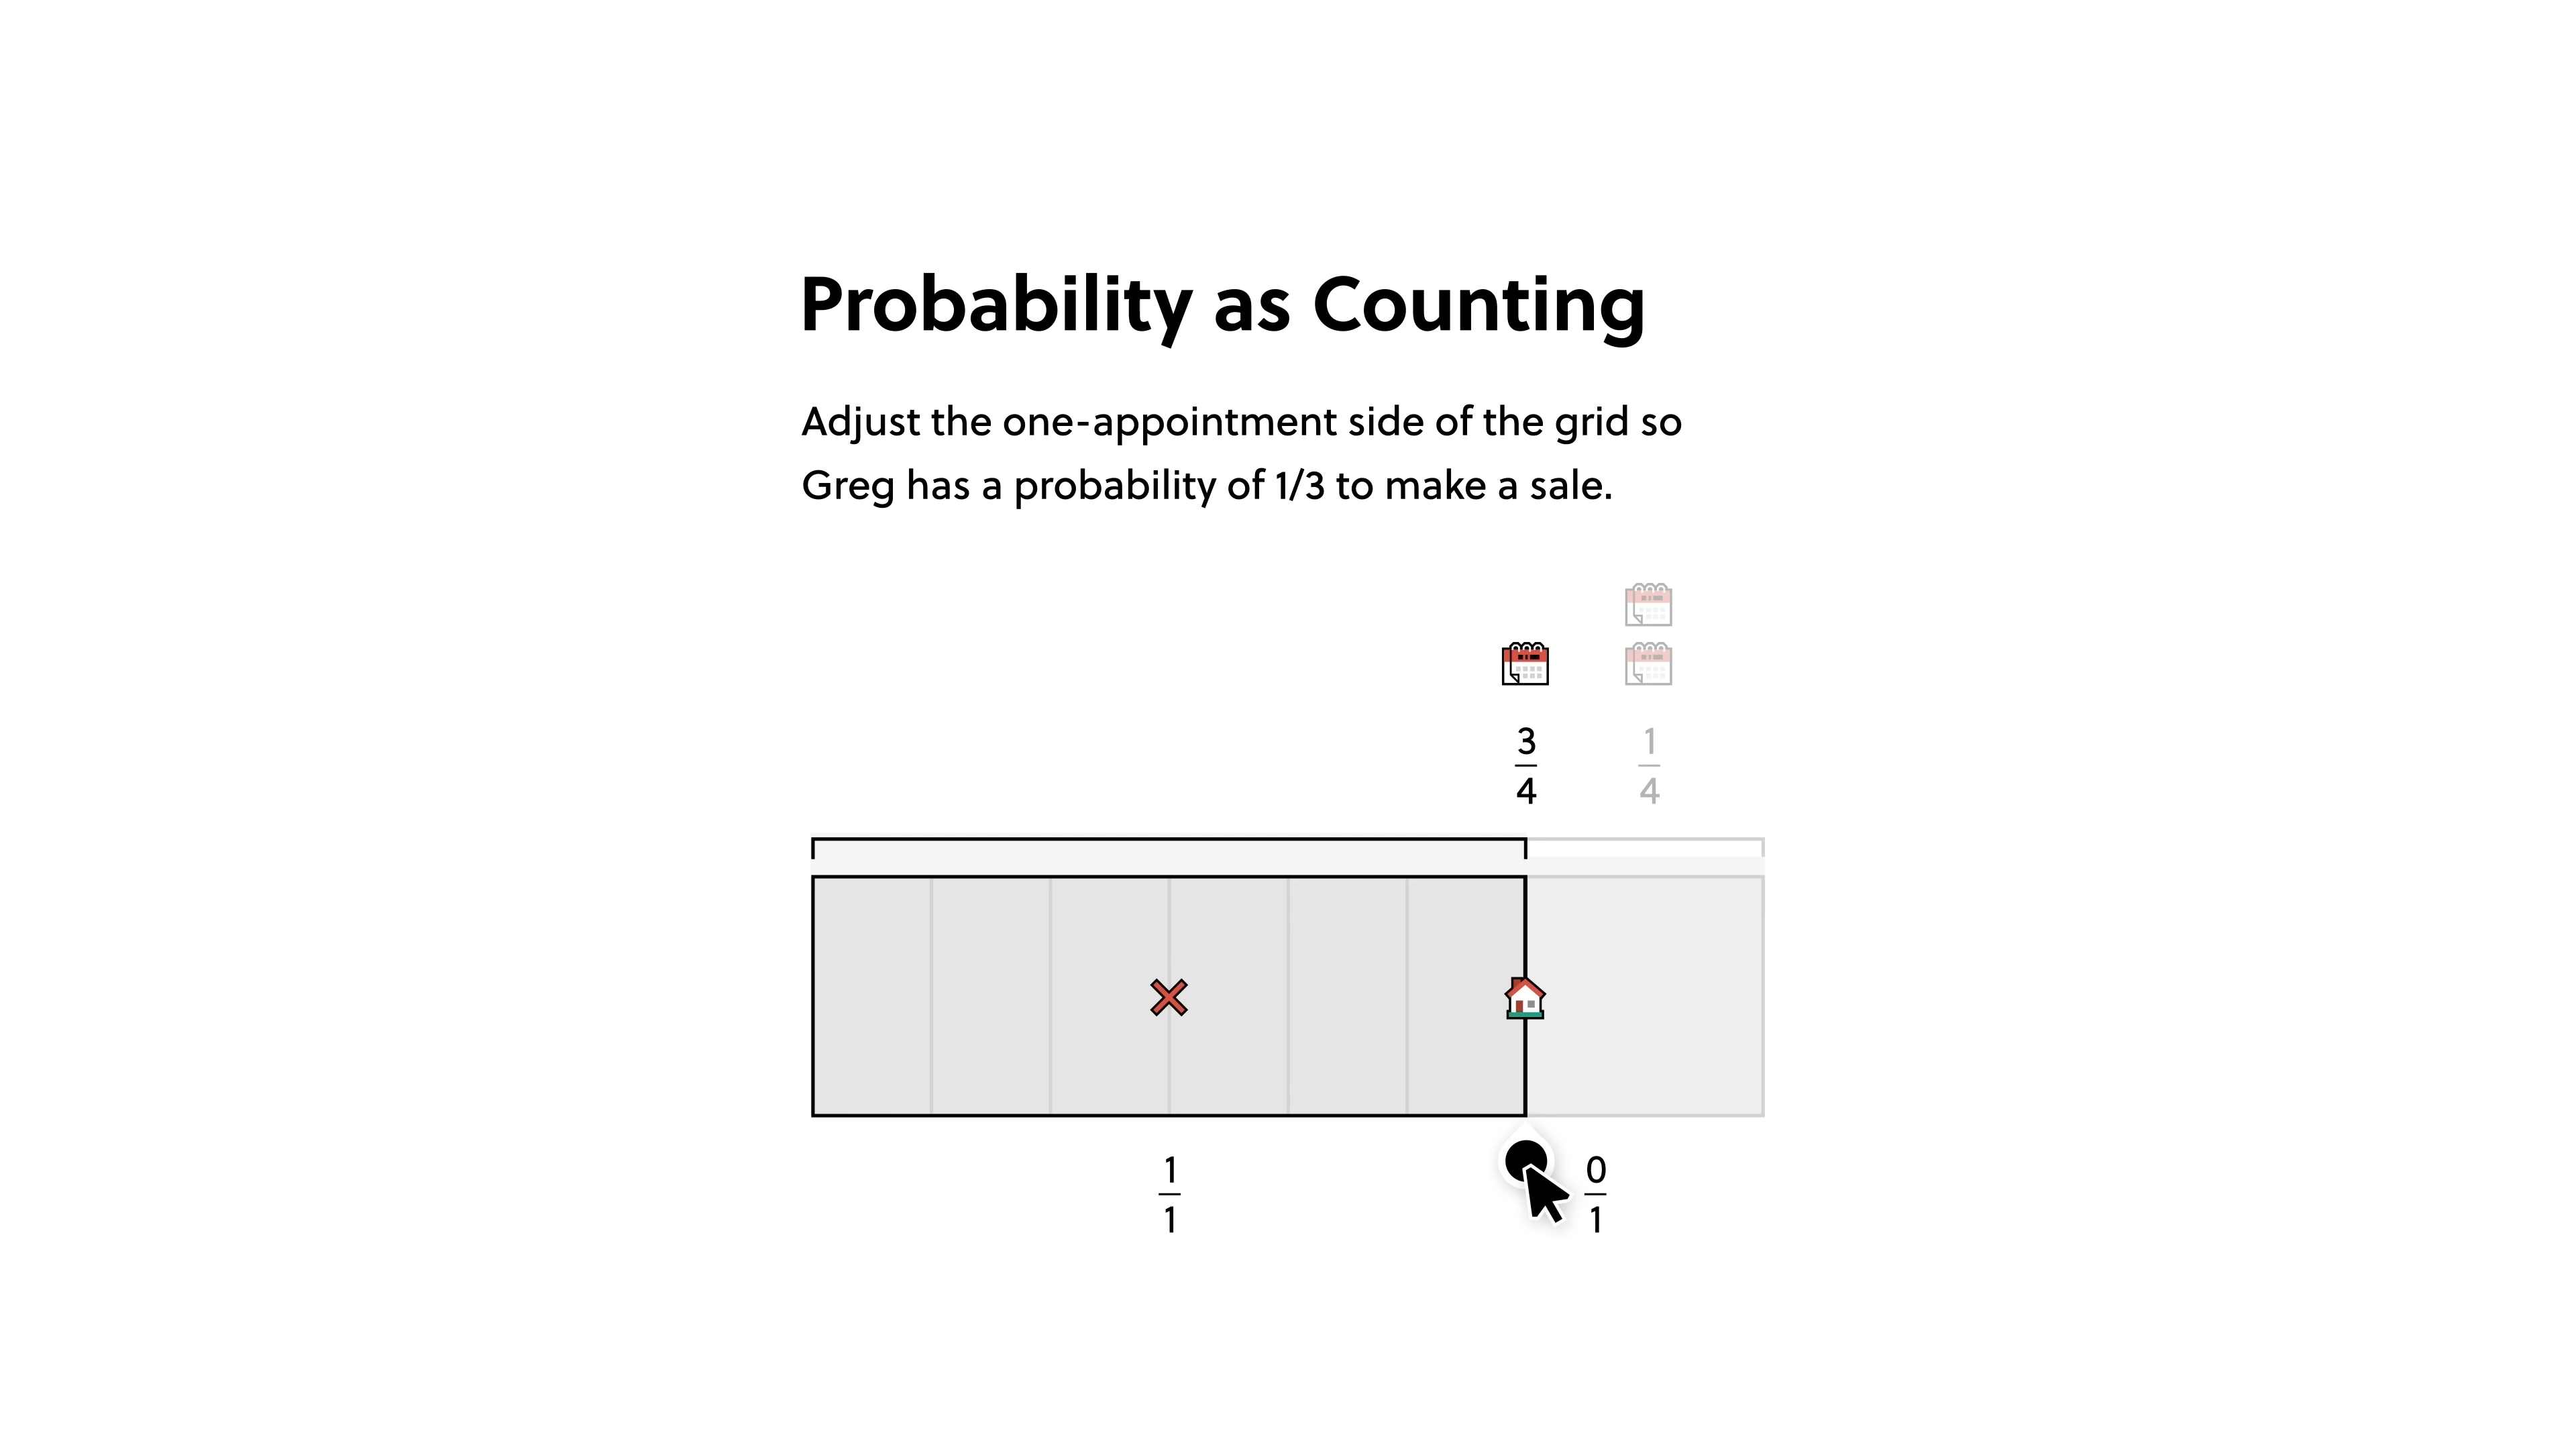 Probability as Counting
Adjust the one-appointment side of the grid so
Greg has a probability of 1/3 to make a sale.
3/4 1/4
1/1 0/1